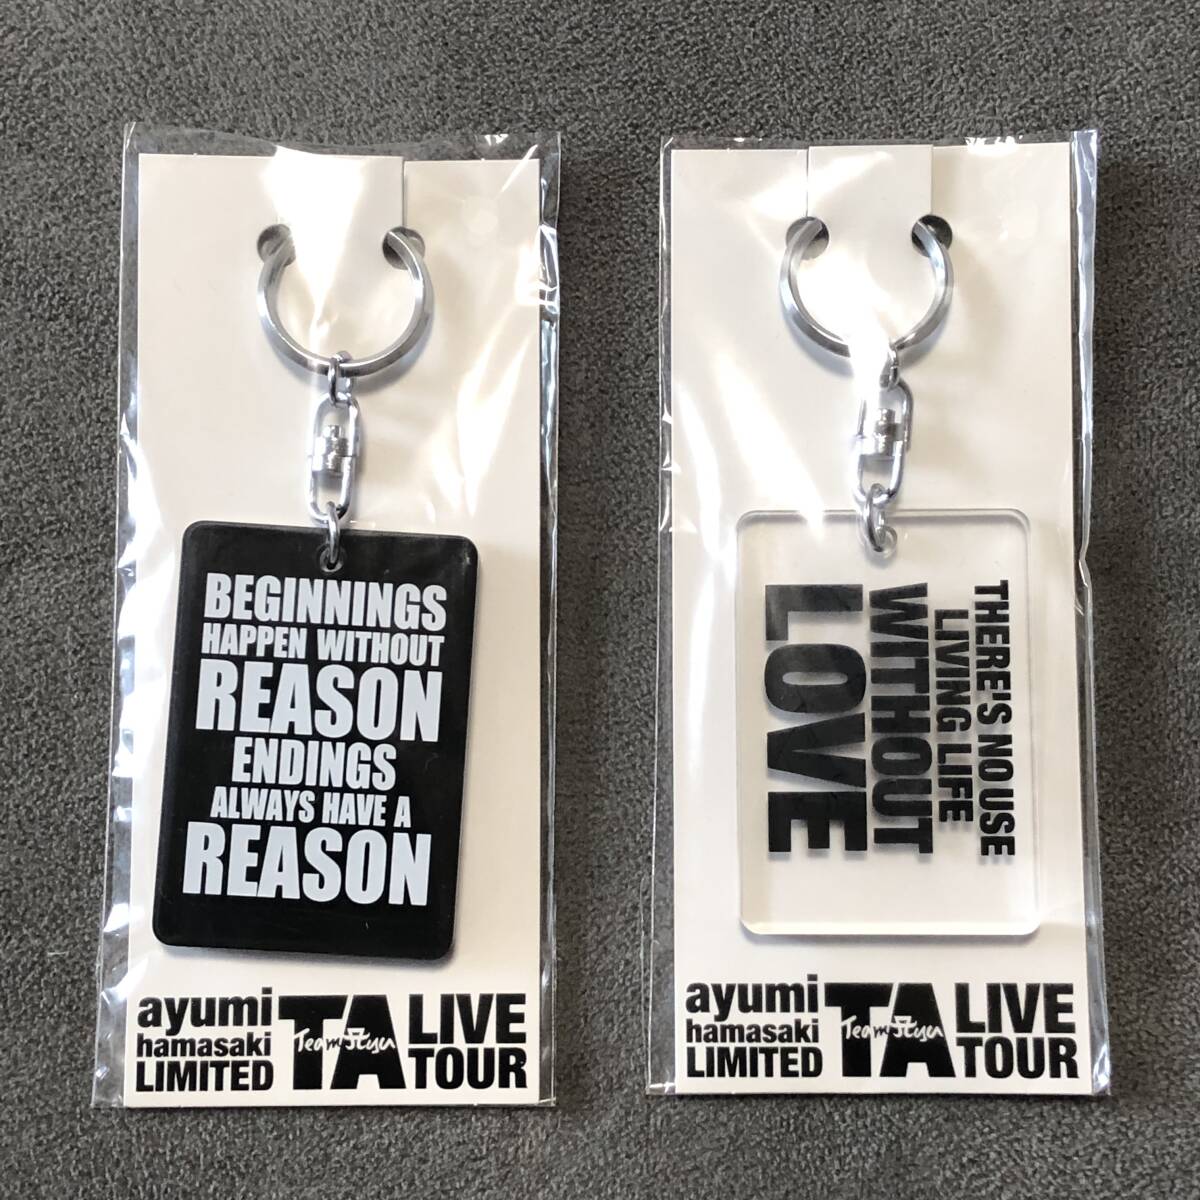 BEGINNINGS
HAPPEN WITHOUT
REASON
ENDINGS
ALWAYS HAVE A
REASON
ayumi
hamasaki
LIMITED
TA
Team Ayu
LIVE
TOUR
THERE'S NO USE
LIVING LIFE
WITHOUT
LOVE
ayumi
hamasaki
LIMITED
TA
Team Ayu
LIVE
TOUR